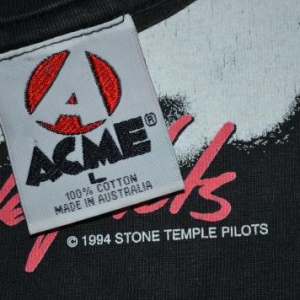 A
ACME®
L
100% COTTON
MADE IN AUSTRALIA
© 1994 STONE TEMPLE PILOTS